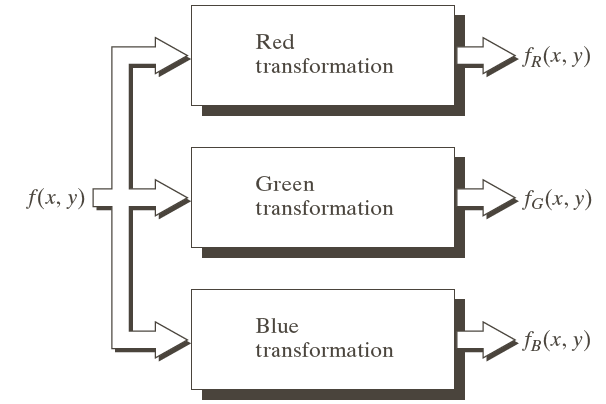 Red
transformation
f_R(x, y)
Green
transformation
f(x, y)
f_G(x, y)
Blue
transformation
f_B(x, y)